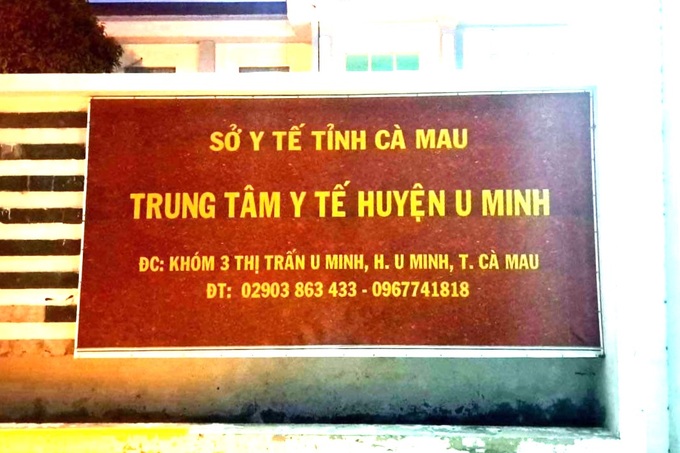 SỞ Y TẾ TỈNH CÀ MAU
TRUNG TÂM Y TẾ HUYỆN U MINH
ĐC: KHÓM 3 THỊ TRẤN U MINH, H. U MINH, T. CÀ MAU
ĐT: 02903 863 433 - 0967741818